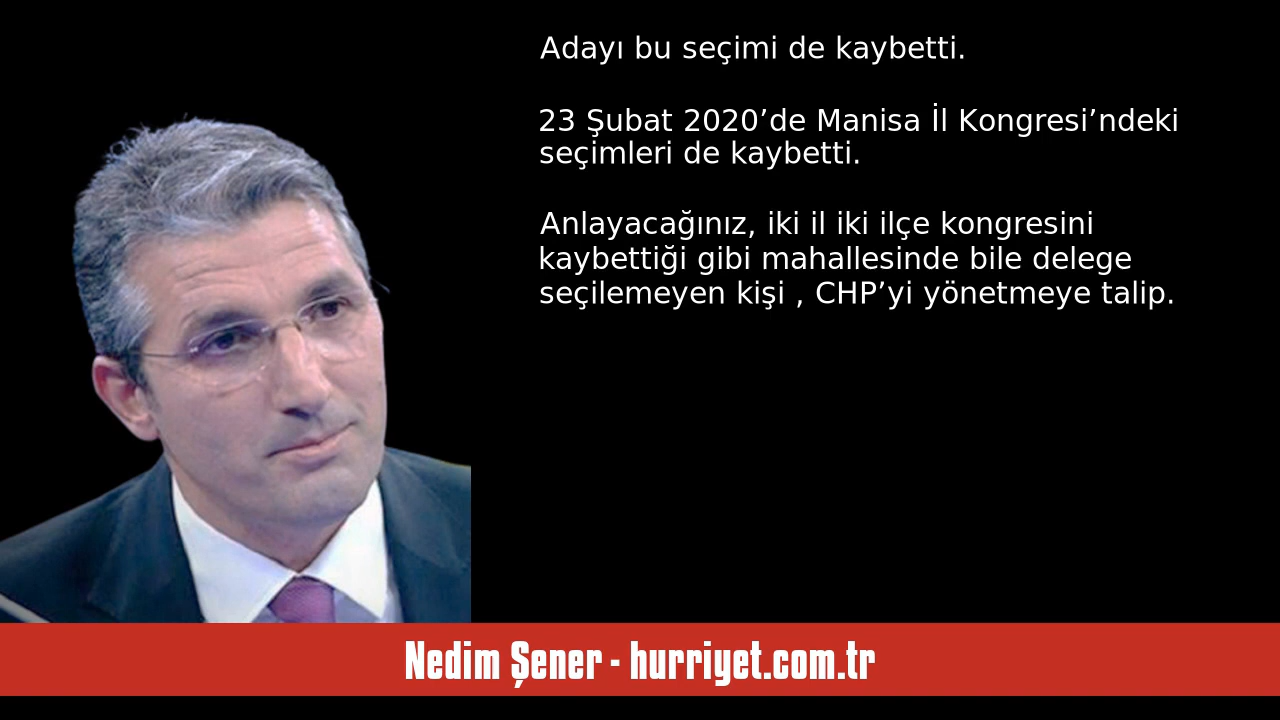 Adayı bu seçimi de kaybetti.
23 Şubat 2020’de Manisa İl Kongresi’ndeki
seçimleri de kaybetti.
Anlayacağınız, iki il iki ilçe kongresini
kaybettiği gibi mahallesinde bile delege
seçilemeyen kişi , CHP’yi yönetmeye talip.
Nedim Şener - hurriyet.com.tr